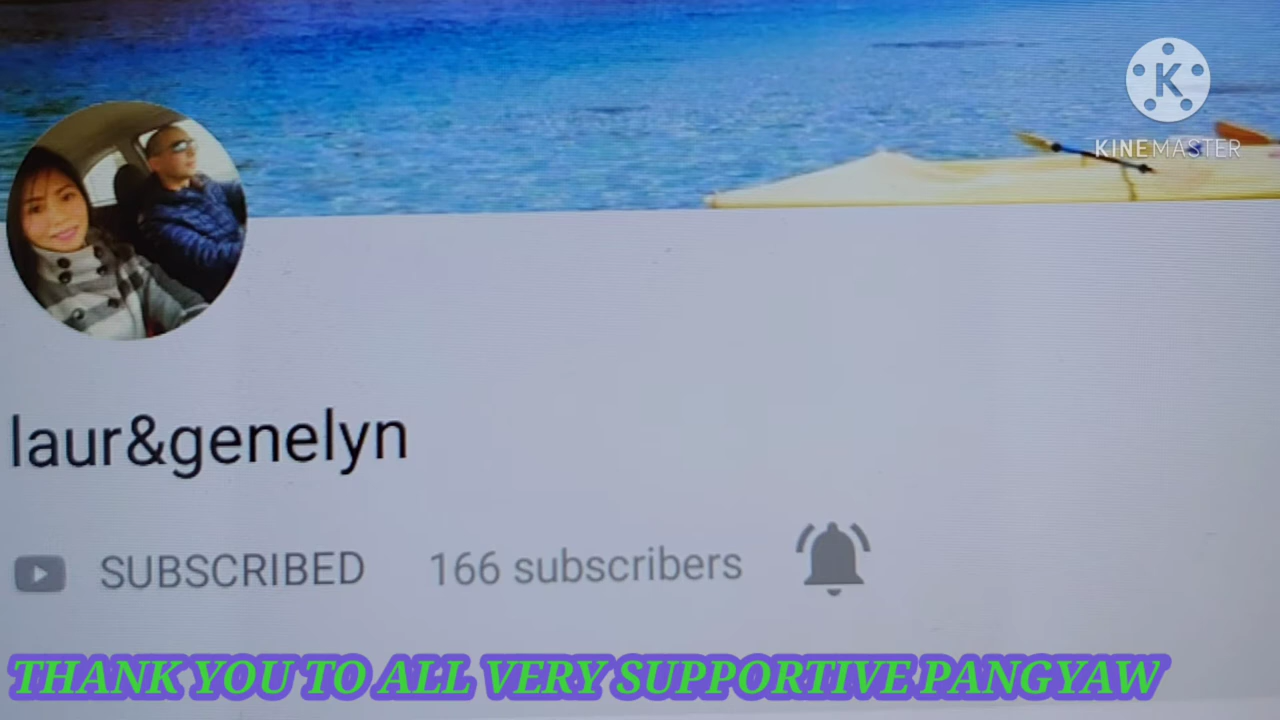 K
KINEMASTER
laur&genelyn
SUBSCRIBED 166 subscribers
THANK YOU TO ALL VERY SUPPORTIVE PANGYAW